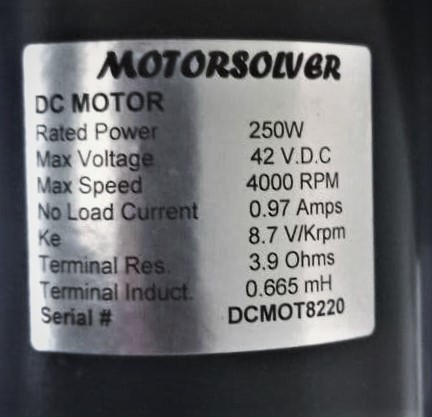 MOTORSOLVER
DC MOTOR
Rated Power 250W
Max Voltage 42 V.D.C
Max Speed 4000 RPM
No Load Current 0.97 Amps
Ke 8.7 V/Krpm
Terminal Res. 3.9 Ohms
Terminal Induct. 0.665 mH
Serial # DCMOT8220